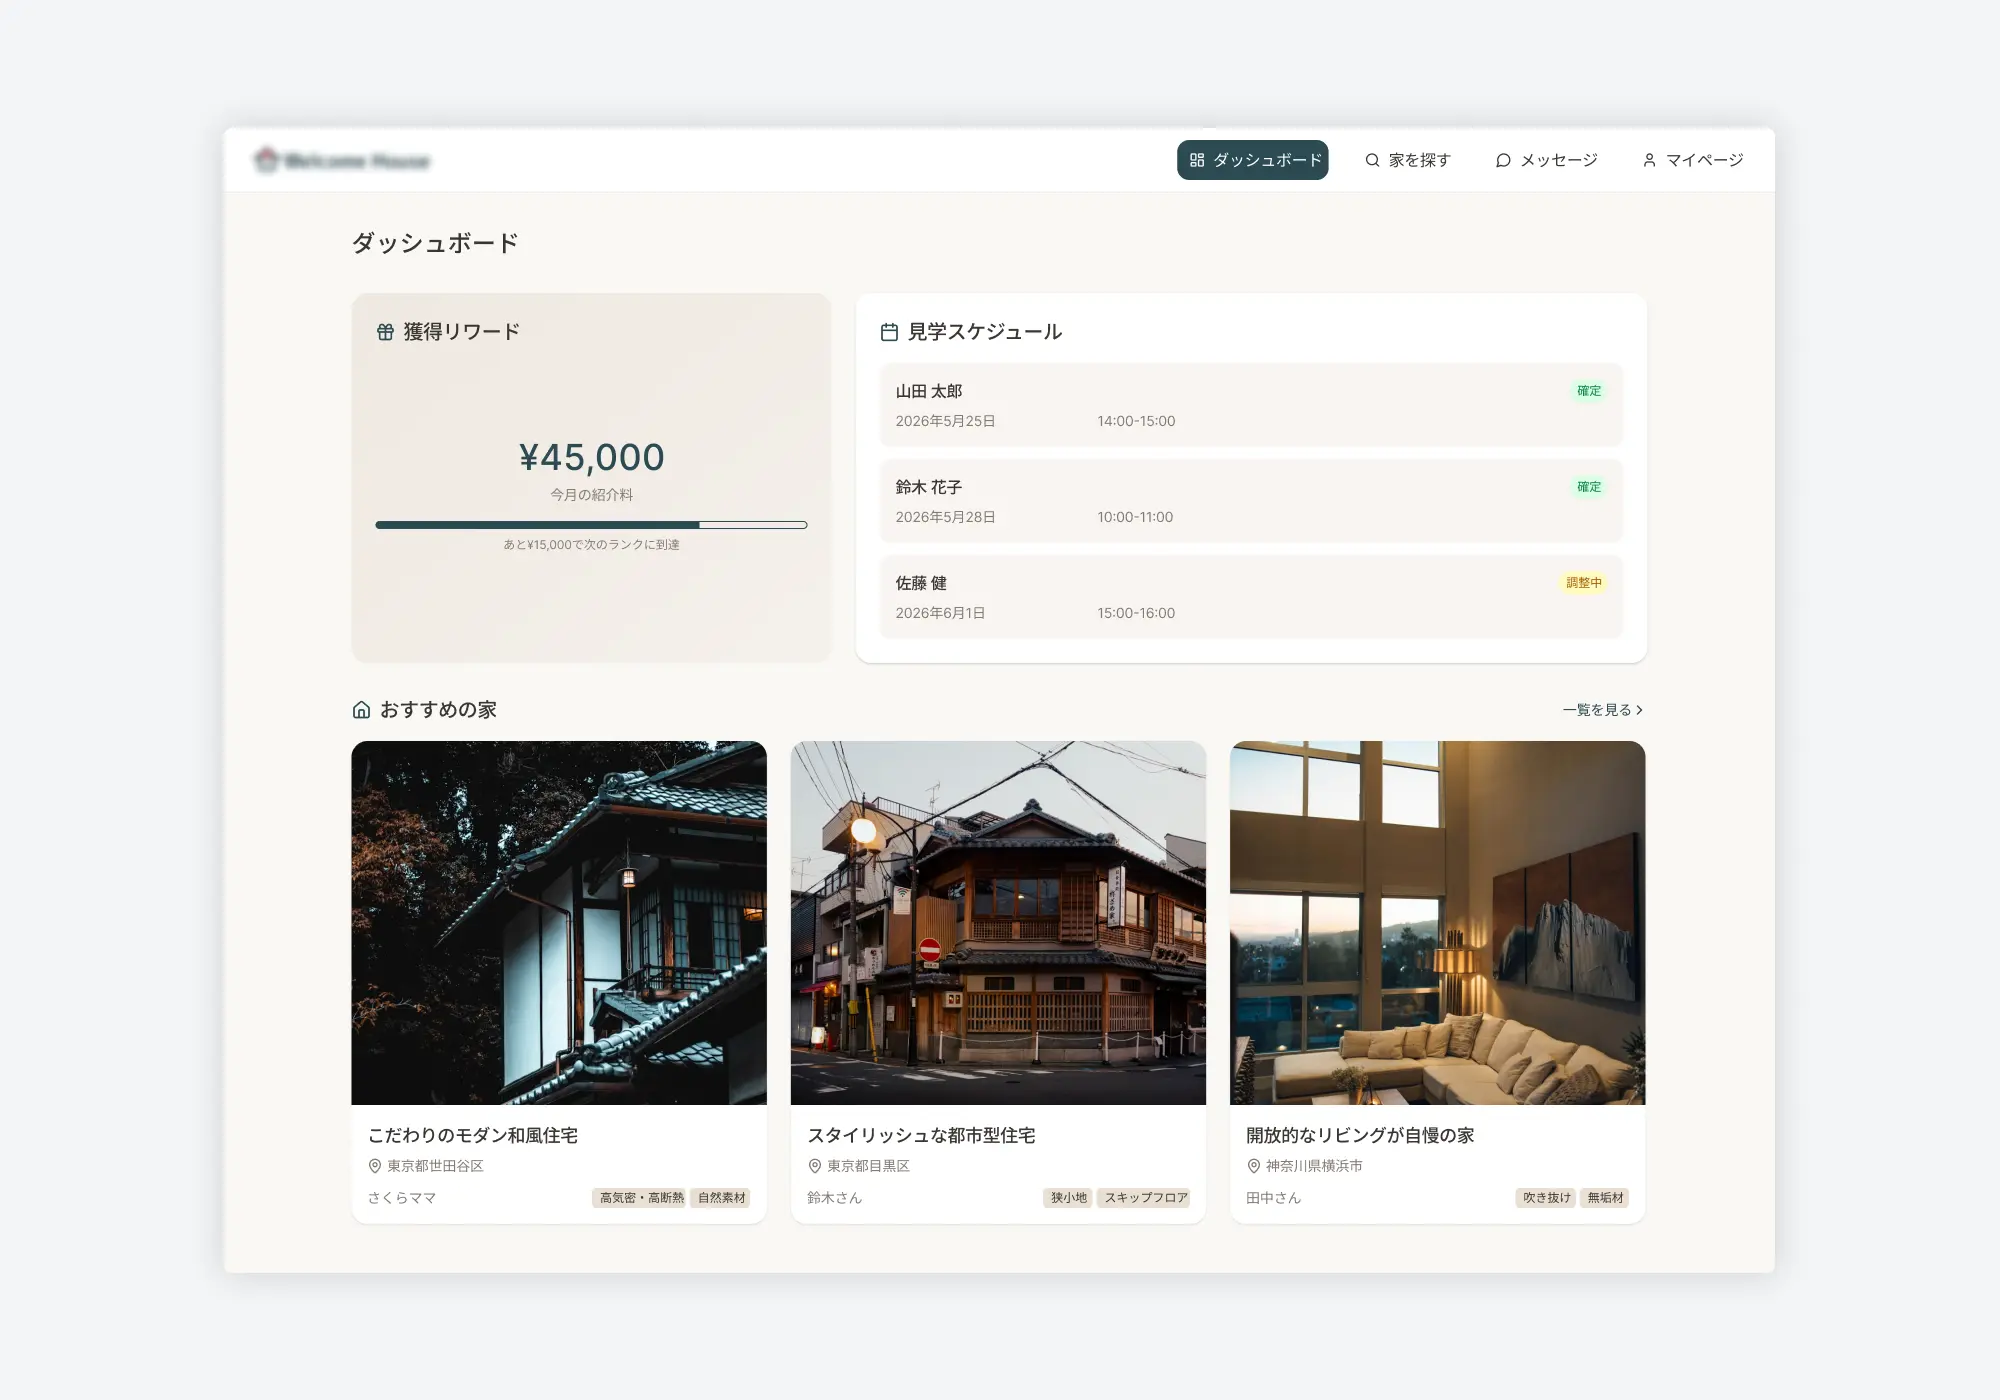 Welcome House
ダッシュボード
家を探す
メッセージ
マイページ
ダッシュボード
獲得リワード
¥45,000
今月の紹介料
あと¥15,000で次のランクに到達
見学スケジュール
山田 太郎
確定
2026年5月25日 14:00-15:00
鈴木 花子
確定
2026年5月28日 10:00-11:00
佐藤 健
調整中
2026年6月1日 15:00-16:00
おすすめの家
一覧を見る
こだわりのモダン和風住宅
東京都世田谷区
さくらママ
高気密・高断熱 自然素材
スタイリッシュな都市型住宅
東京都目黒区
鈴木さん
狭小地 スキップフロア
開放的なリビングが自慢の家
神奈川県横浜市
田中さん
吹き抜け 無垢材